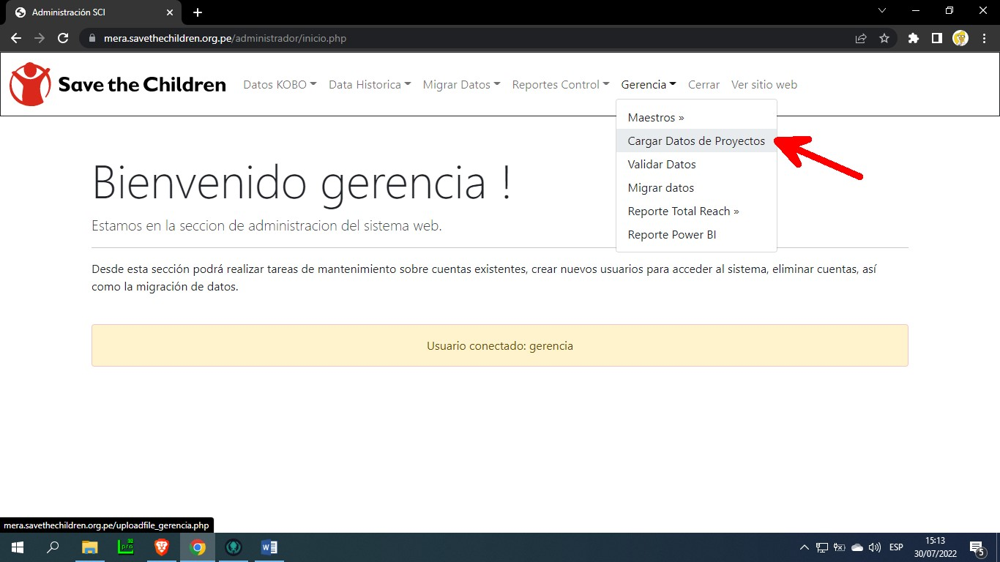 Administración SCI
mera.savethechildren.org.pe/administrador/inicio.php
Save the Children
Datos KOBO Data Historica Migrar Datos Reportes Control Gerencia Cerrar Ver sitio web
Maestros »
Cargar Datos de Proyectos
Validar Datos
Migrar datos
Reporte Total Reach »
Reporte Power BI
Bienvenido gerencia !
Estamos en la seccion de administracion del sistema web.
Desde esta sección podrá realizar tareas de mantenimiento sobre cuentas existentes, crear nuevos usuarios para acceder al sistema, eliminar cuentas, así
como la migración de datos.
Usuario conectado: gerencia
mera.savethechildren.org.pe/uploadfile_gerencia.php
ESP
15:13
30/07/2022
5